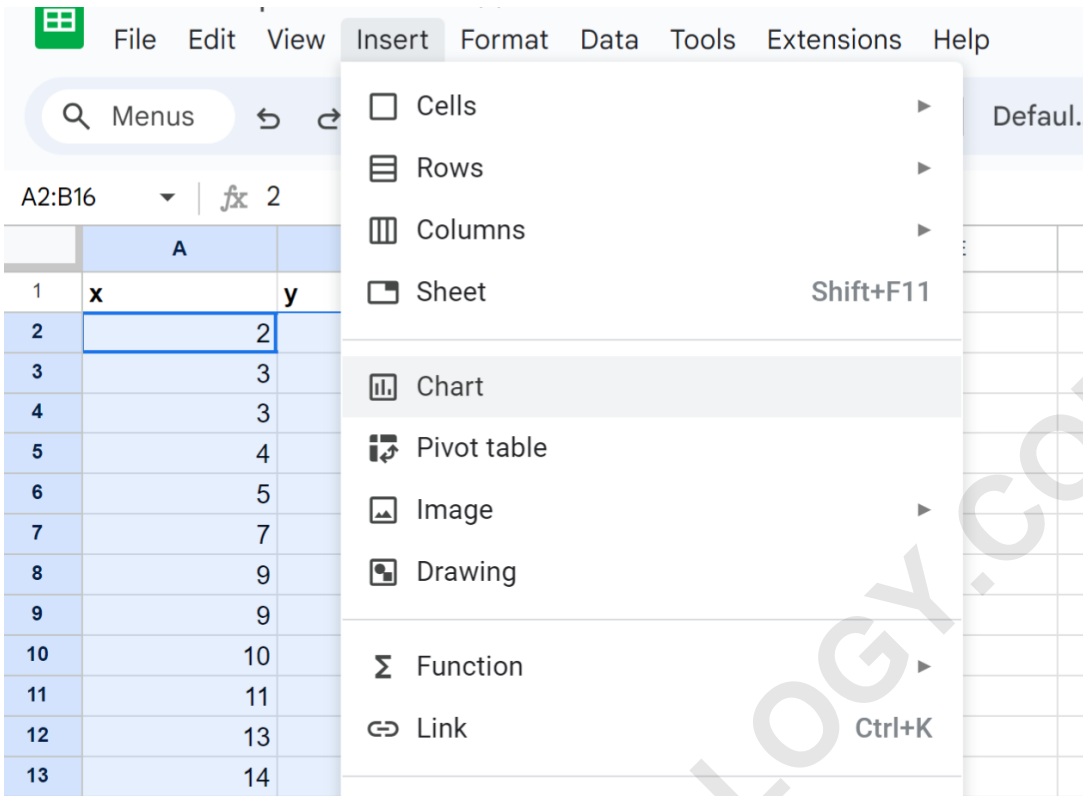 File Edit View Insert Format Data Tools Extensions Help
Menus Defaul.
A2:B16 fx 2
A
1 x y
2 2
3 3
4 3
5 4
6 5
7 7
8 9
9 9
10 10
11 11
12 13
13 14
Cells
Rows
Columns
Sheet Shift+F11
Chart
Pivot table
Image
Drawing
Function
Link Ctrl+K
LOGY.CO